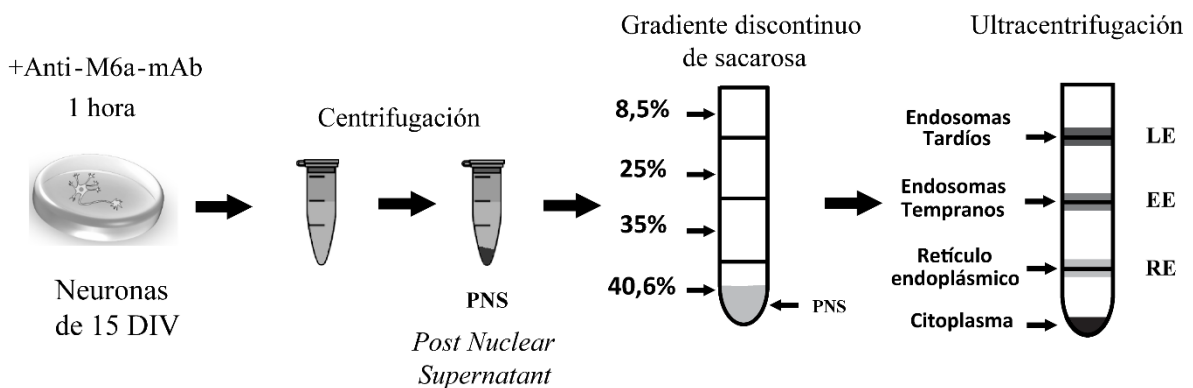 +Anti-M6a-mAb
1 hora
Neuronas
de 15 DIV
Centrifugación
PNS
Post Nuclear
Supernatant
Gradiente discontinuo
de sacarosa
8,5%
25%
35%
40,6%
PNS
Ultracentrifugación
Endosomas
Tardíos
LE
Endosomas
Tempranos
EE
Retículo
endoplásmico
RE
Citoplasma